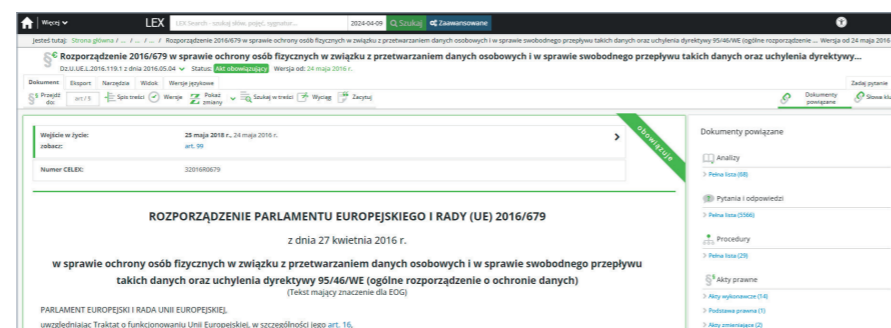 Więcej
LEX
LEX Search - szukaj słów, pojęć, sygnatur...
2024-04-09
Szukaj
Zaawansowane
Jesteś tutaj: Strona główna / ... / ... / ... / Rozporządzenie 2016/679 w sprawie ochrony osób fizycznych w związku z przetwarzaniem danych osobowych i w sprawie swobodnego przepływu takich danych oraz uchylenia dyrektywy 95/46/WE (ogólne rozporządzenie ... Wersja od 24 maja 2016
Rozporządzenie 2016/679 w sprawie ochrony osób fizycznych w związku z przetwarzaniem danych osobowych i w sprawie swobodnego przepływu takich danych oraz uchylenia dyrektywy...
Dz.U.UE.L.2016.119.1 z dnia 2016.05.04 Status: Akt obowiązujący Wersja od: 24 maja 2016 r.
Dokument Eksport Narzędzia Widok Wersje językowe
Zadaj pytanie
Przejdź do: art / § Spis treści Wersje Pokaż zmiany Szukaj w treści Wyciąg Zacytuj
Dokumenty powiązane
Słowa klu
Wejście w życie: 25 maja 2018 r., 24 maja 2016 r.
zobacz: art. 99
obowiązuje
Numer CELEX: 32016R0679
ROZPORZĄDZENIE PARLAMENTU EUROPEJSKIEGO I RADY (UE) 2016/679
z dnia 27 kwietnia 2016 r.
w sprawie ochrony osób fizycznych w związku z przetwarzaniem danych osobowych i w sprawie swobodnego przepływu
takich danych oraz uchylenia dyrektywy 95/46/WE (ogólne rozporządzenie o ochronie danych)
(Tekst mający znaczenie dla EOG)
PARLAMENT EUROPEJSKI I RADA UNII EUROPEJSKIEJ,
uwzględniając Traktat o funkcjonowaniu Unii Europejskiej, w szczególności jego art. 16,
Dokumenty powiązane
Analizy
> Pełna lista (68)
Pytania i odpowiedzi
> Pełna lista (5566)
Procedury
> Pełna lista (29)
Akty prawne
> Akty wykonawcze (14)
> Podstawa prawna (1)
> Akty zmieniające (2)